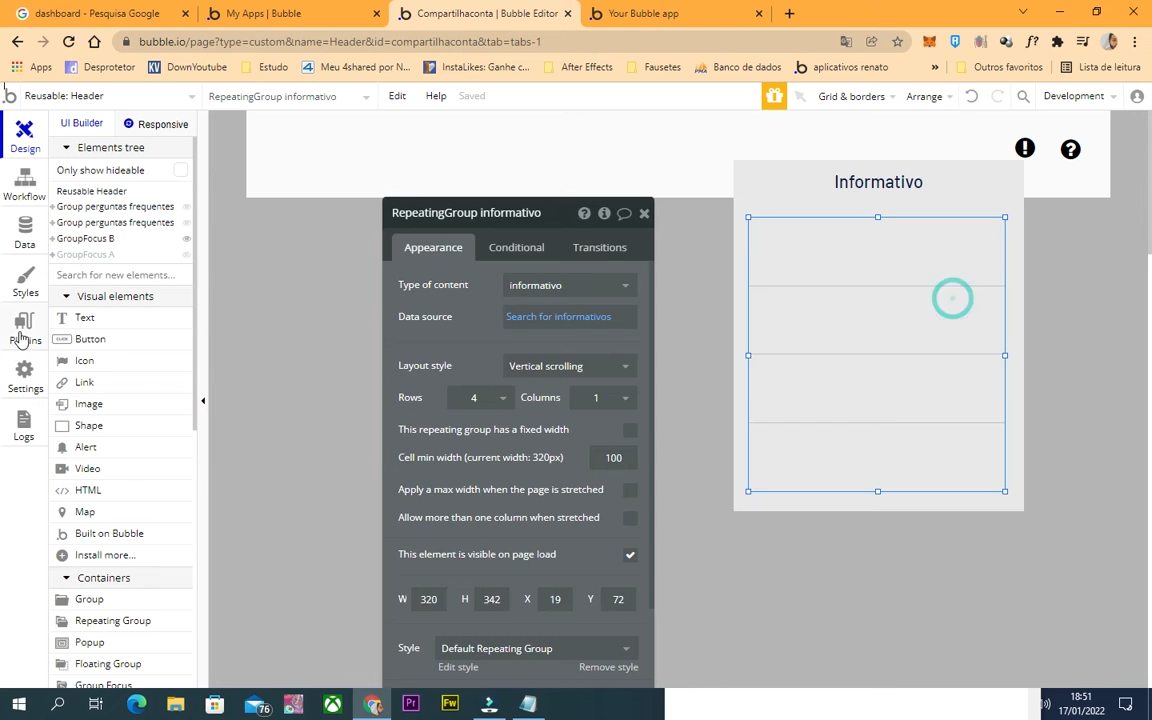 dashboard - Pesquisa Google
My Apps | Bubble
Compartilhaconta | Bubble Editor
Your Bubble app
bubble.io/page?type=custom&name=Header&id=compartilhaconta&tab=tabs-1
Apps
Desprotetor
DownYoutube
Estudo
Meu 4shared por N...
InstaLikes: Ganhe c...
After Effects
Fausetes
Banco de dados
aplicativos renato
Outros favoritos
Lista de leitura
Reusable: Header
RepeatingGroup informativo
Edit
Help
Saved
Grid & borders
Arrange
Development
Design
Workflow
Data
Styles
Settings
Logs
UI Builder
Responsive
Elements tree
Only show hideable
Reusable Header
Group perguntas frequentes
Group perguntas frequentes
GroupFocus B
GroupFocus A
Search for new elements...
Visual elements
Text
CLICK Button
Icon
Link
Image
Shape
Alert
Video
HTML
Map
Built on Bubble
Install more...
Containers
Group
Repeating Group
Popup
Floating Group
Group Focus
RepeatingGroup informativo
Appearance
Conditional
Transitions
Type of content
informativo
Data source
Search for informativos
Layout style
Vertical scrolling
Rows
4
Columns
1
This repeating group has a fixed width
Cell min width (current width: 320px)
100
Apply a max width when the page is stretched
Allow more than one column when stretched
This element is visible on page load
W 320 H 342 X 19 Y 72
Style
Default Repeating Group
Edit style
Remove style
Informativo
76
Pr
Fw
18:51
17/01/2022